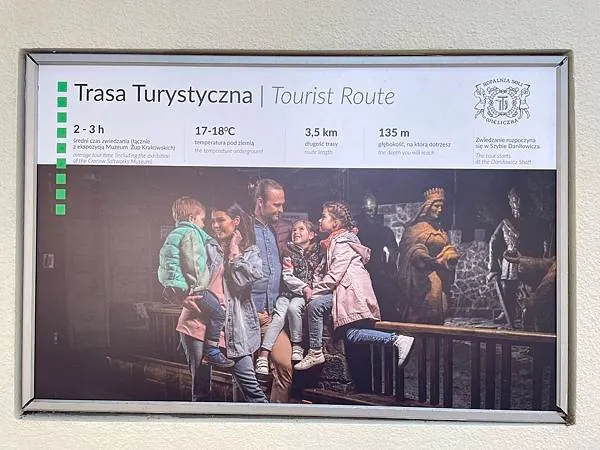 Trasa Turystyczna | Tourist Route
KOPALNIA SOLI
WIELICZKA
2 - 3 h
średni czas zwiedzania (łącznie
z ekspozycją Muzeum Żup Krakowskich)
average tour time (including the exhibition
of the Cracow Saltworks Museum)
17-18°C
temperatura pod ziemią
the temperature underground
3,5 km
długość trasy
route length
135 m
głębokość, na którą dotrzesz
the depth you will reach
Zwiedzanie rozpoczyna
się w Szybie Daniłowicza.
The tour starts
at the Daniłowicz Shaft.